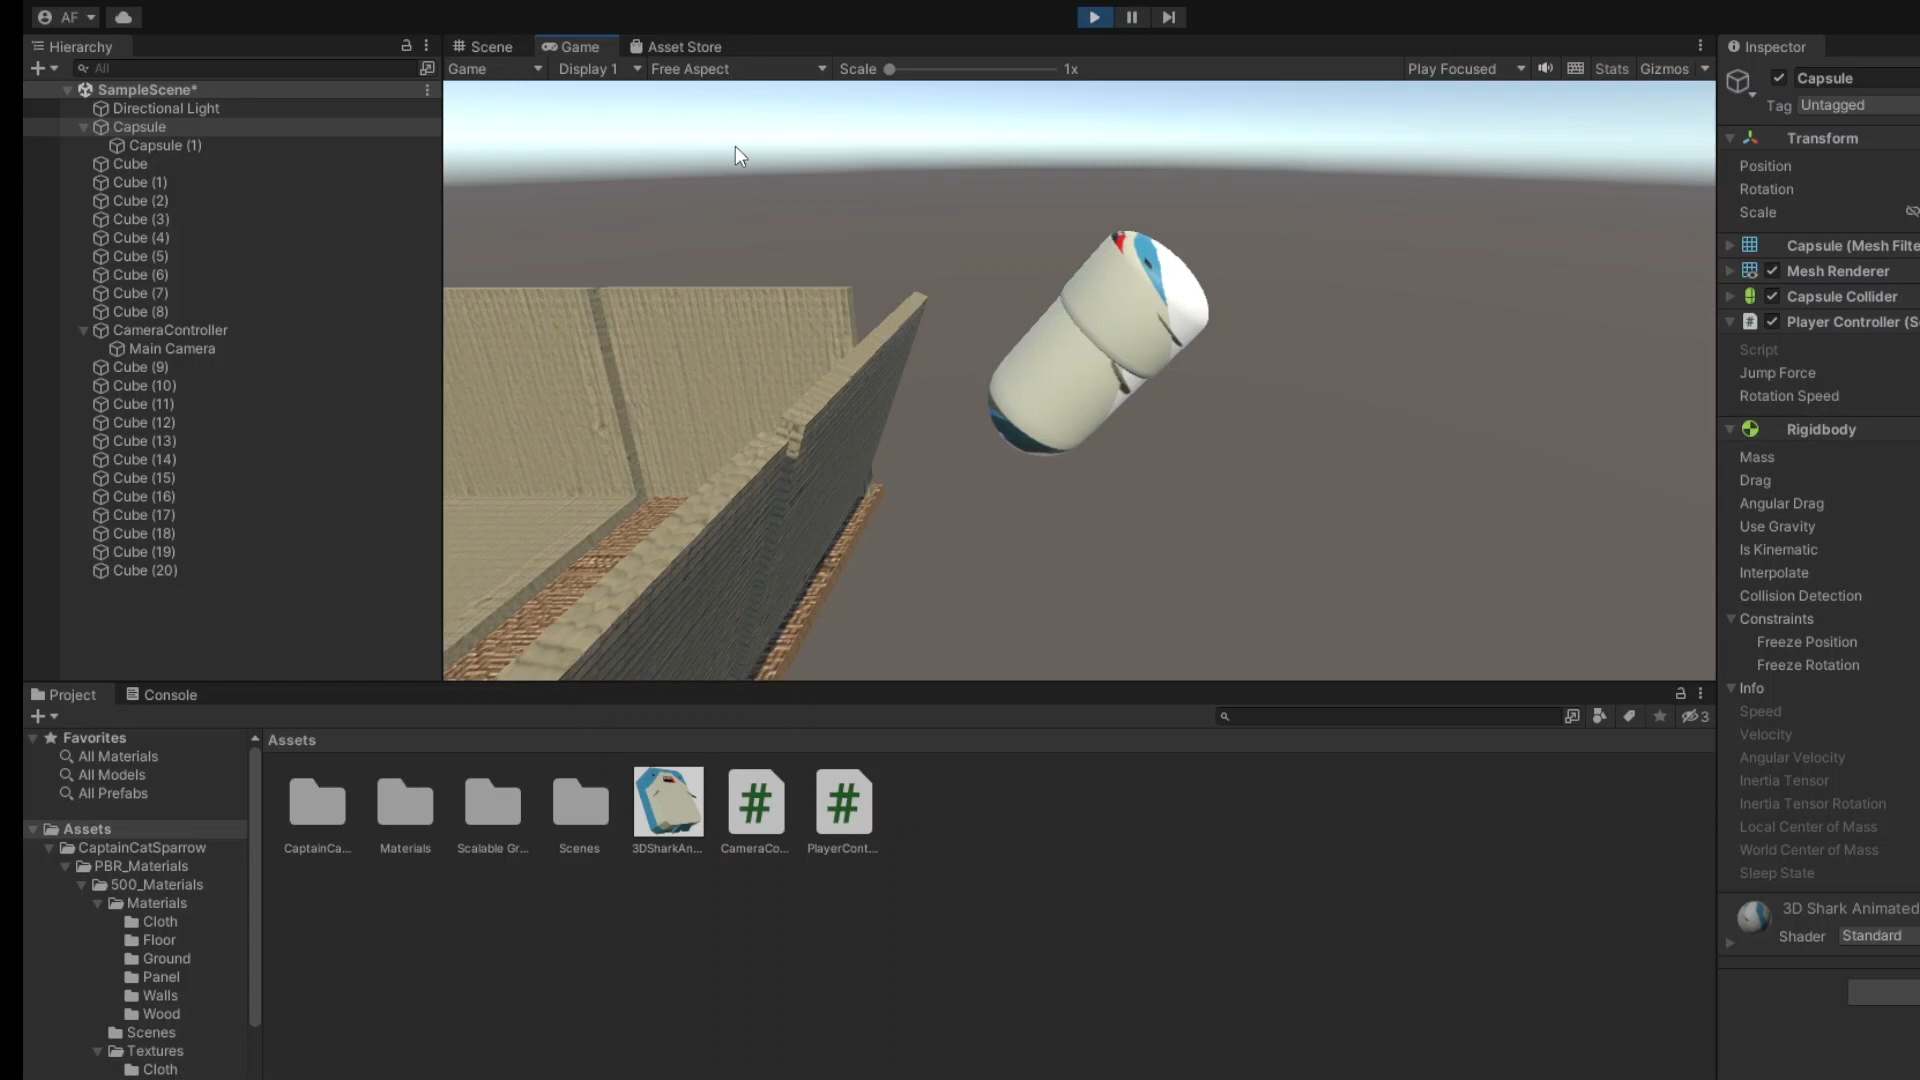 AF
Hierarchy
All
SampleScene*
Directional Light
Capsule
Capsule (1)
Cube
Cube (1)
Cube (2)
Cube (3)
Cube (4)
Cube (5)
Cube (6)
Cube (7)
Cube (8)
CameraController
Main Camera
Cube (9)
Cube (10)
Cube (11)
Cube (12)
Cube (13)
Cube (14)
Cube (15)
Cube (16)
Cube (17)
Cube (18)
Cube (19)
Cube (20)
Scene Game Asset Store
Game Display 1 Free Aspect Scale 1x Play Focused Stats Gizmos
Inspector
Capsule
Tag Untagged
Transform
Position
Rotation
Scale
Capsule (Mesh Filte
Mesh Renderer
Capsule Collider
Player Controller (S
Script
Jump Force
Rotation Speed
Rigidbody
Mass
Drag
Angular Drag
Use Gravity
Is Kinematic
Interpolate
Collision Detection
Constraints
Freeze Position
Freeze Rotation
Info
Speed
Velocity
Angular Velocity
Inertia Tensor
Inertia Tensor Rotation
Local Center of Mass
World Center of Mass
Sleep State
3D Shark Animated
Shader Standard
Project Console
3
Favorites
All Materials
All Models
All Prefabs
Assets
CaptainCatSparrow
PBR_Materials
500_Materials
Materials
Cloth
Floor
Ground
Panel
Walls
Wood
Scenes
Textures
Cloth
Assets
CaptainCa... Materials Scalable Gr... Scenes 3DSharkAn... CameraCo... PlayerCont...